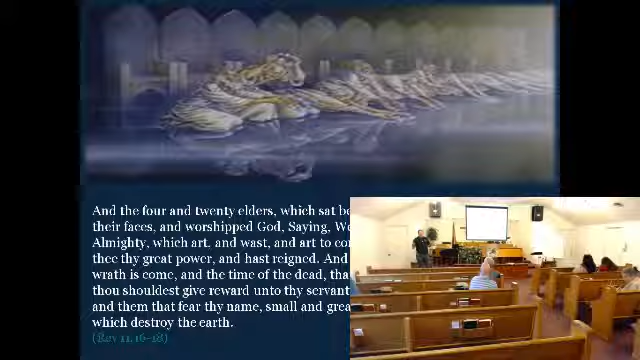 And the four and twenty elders, which sat be
their faces, and worshipped God, Saying, We
Almighty, which art, and wast, and art to co
thee thy great power, and hast reigned. And
wrath is come, and the time of the dead, tha
thou shouldest give reward unto thy servant
and them that fear thy name, small and grea
which destroy the earth.
(Rev 11.16-18)